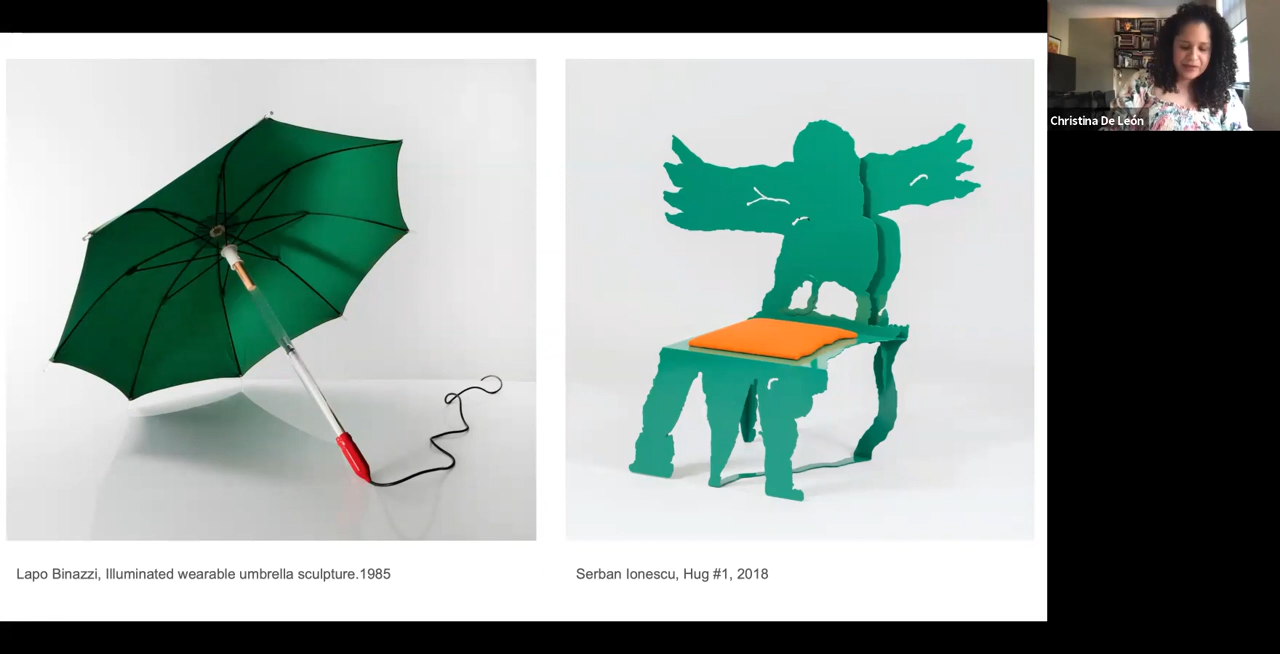 Christina De León
Lapo Binazzi, Illuminated wearable umbrella sculpture.1985
Serban Ionescu, Hug #1, 2018